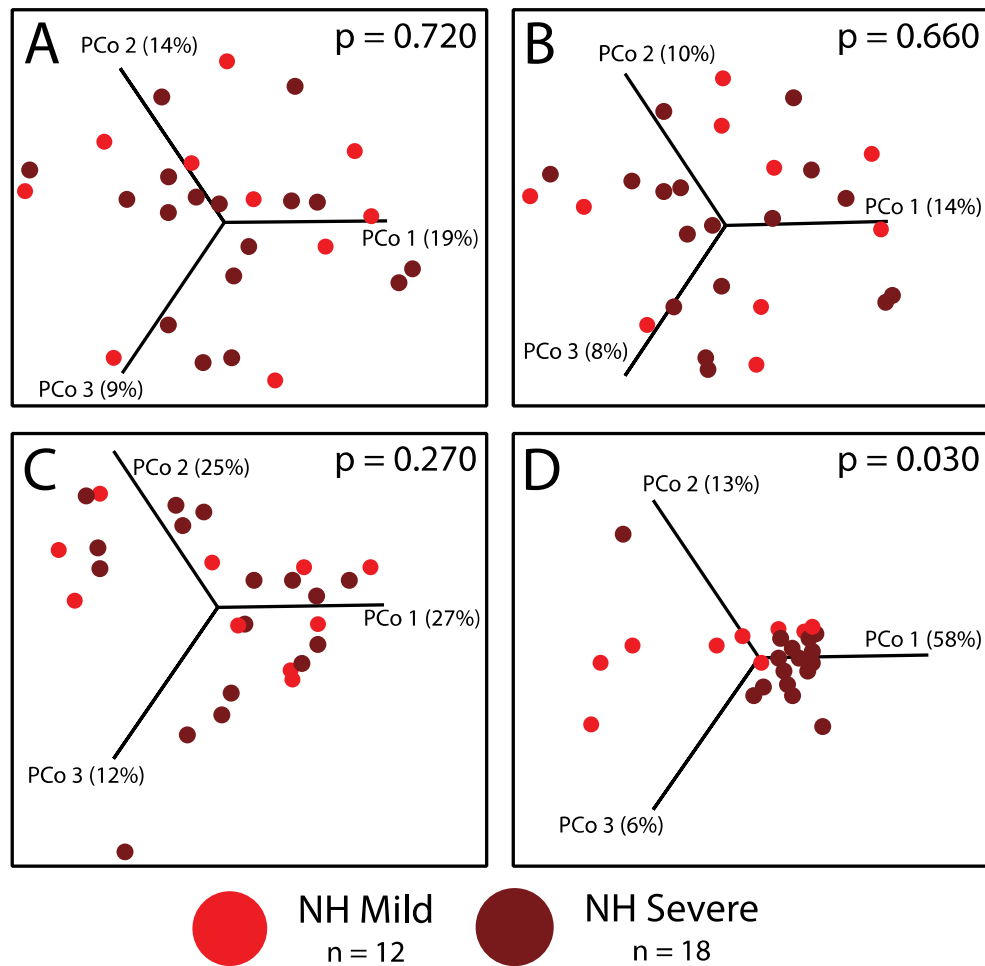 A
p = 0.720
PCo 2 (14%)
PCo 1 (19%)
PCo 3 (9%)
B
p = 0.660
PCo 2 (10%)
PCo 1 (14%)
PCo 3 (8%)
C
p = 0.270
PCo 2 (25%)
PCo 1 (27%)
PCo 3 (12%)
D
p = 0.030
PCo 2 (13%)
PCo 1 (58%)
PCo 3 (6%)
NH Mild
n = 12
NH Severe
n = 18